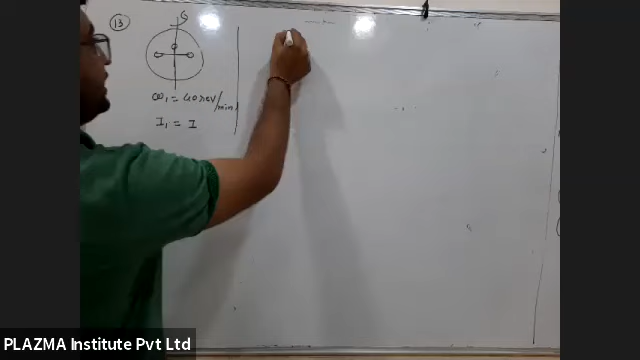 13
ω₁ = 40 rev/min
I₁ = I
PLAZMA Institute Pvt Ltd